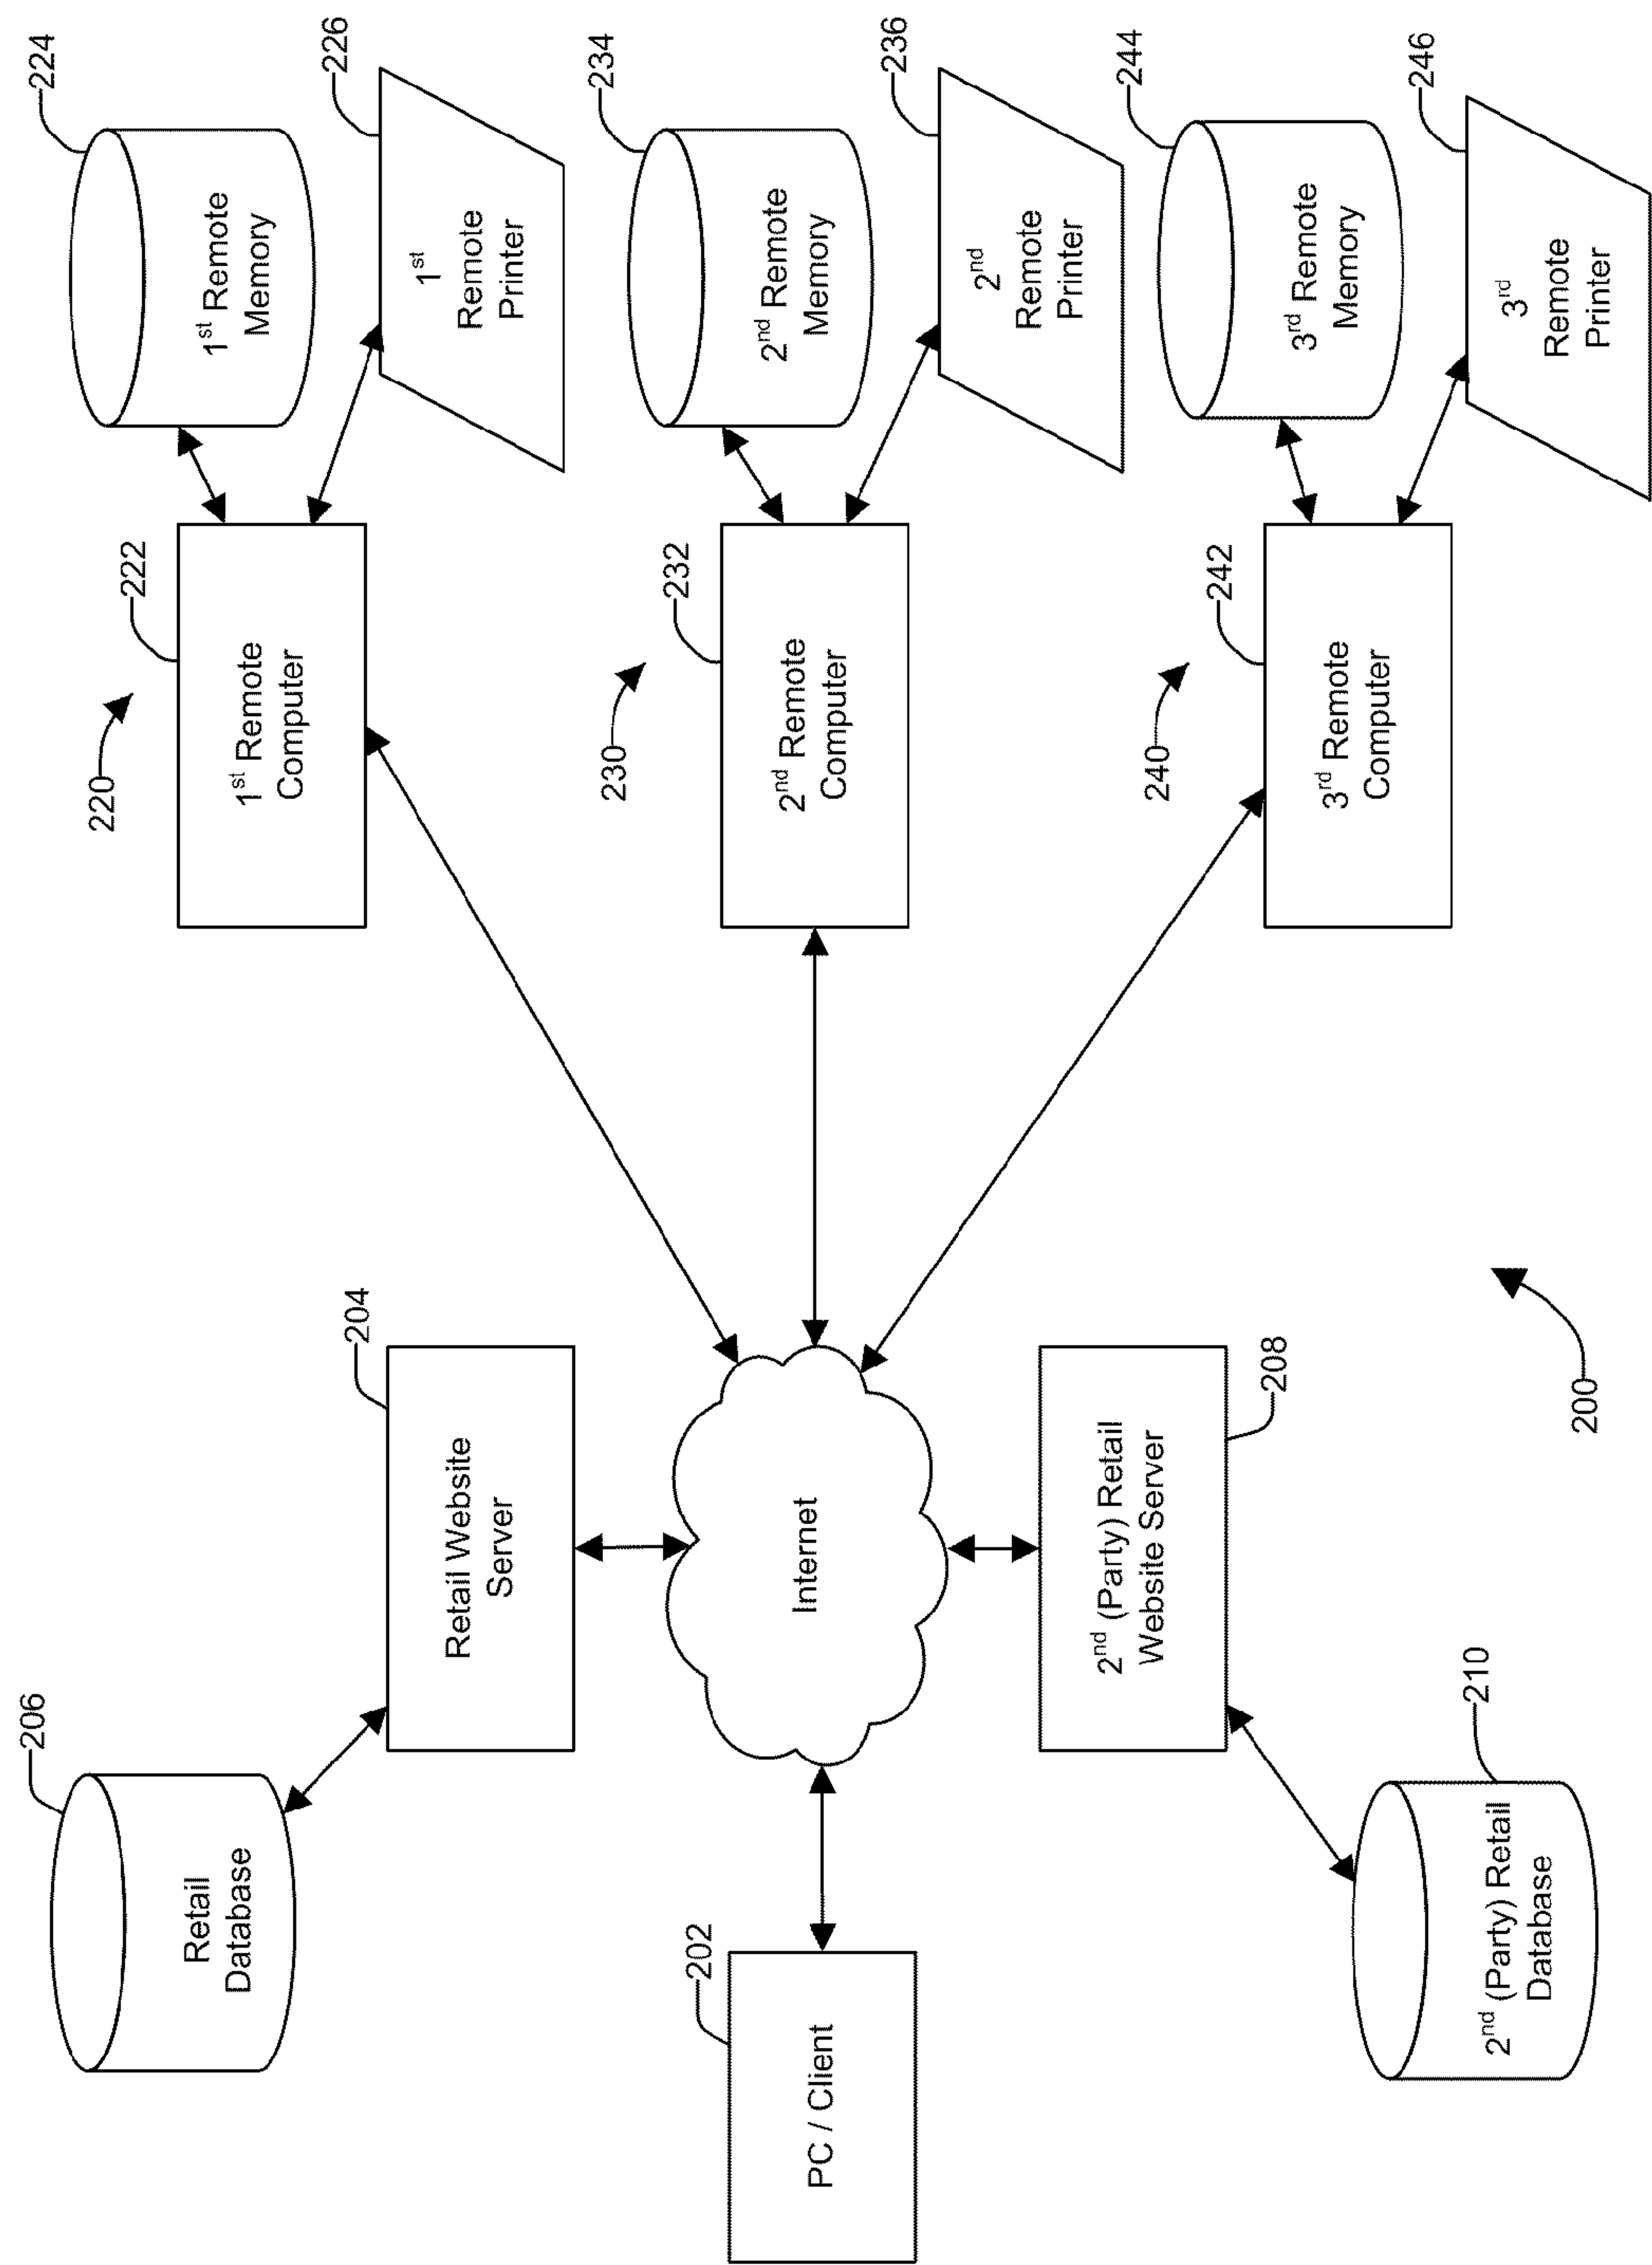 206
Retail
Database
204
Retail Website
Server
202
PC / Client
Internet
2nd (Party) Retail
Website Server
208
210
2nd (Party) Retail
Database
200
220
222
1st Remote
Computer
224
1st Remote
Memory
226
1st
Remote
Printer
230
232
2nd Remote
Computer
234
2nd Remote
Memory
236
2nd
Remote
Printer
240
242
3rd Remote
Computer
244
3rd Remote
Memory
246
3rd
Remote
Printer